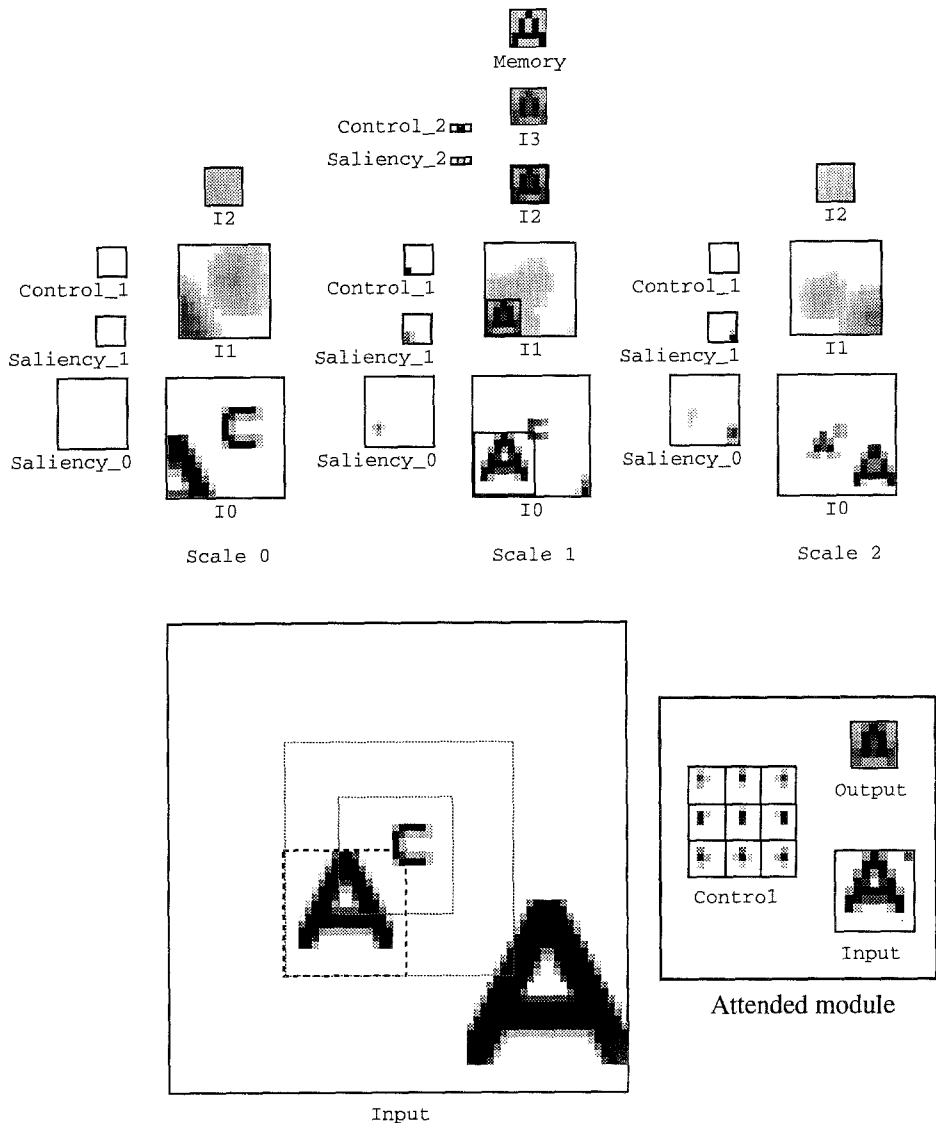 Memory
Control_2
I3
Saliency_2
I2 I2 I2
Control_1 Control_1 Control_1
I1 I1 I1
Saliency_1 Saliency_1 Saliency_1
Saliency_0 Saliency_0 Saliency_0
I0 I0 I0
Scale 0 Scale 1 Scale 2
C
A
A
Output
Control
Input
Attended module
Input